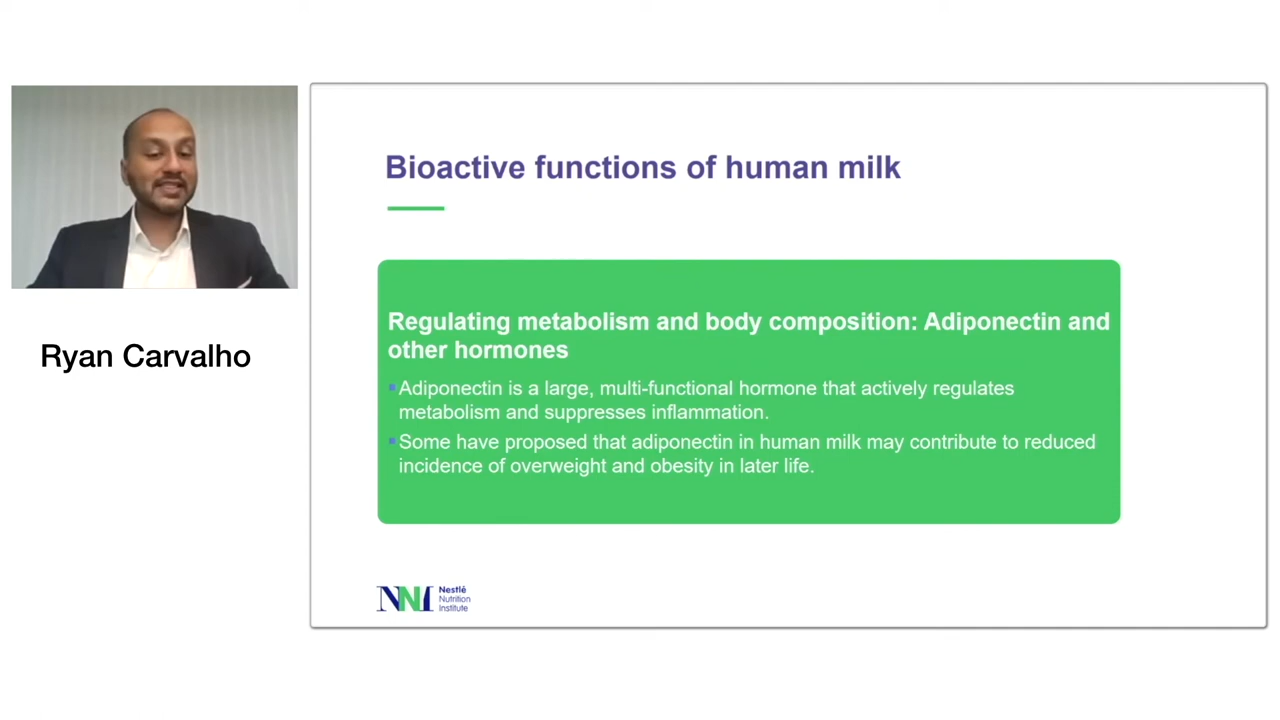 Bioactive functions of human milk
Regulating metabolism and body composition: Adiponectin and
other hormones
Adiponectin is a large, multi-functional hormone that actively regulates
metabolism and suppresses inflammation.
Some have proposed that adiponectin in human milk may contribute to reduced
incidence of overweight and obesity in later life.
Ryan Carvalho
NNI
Nestlé
Nutrition
Institute